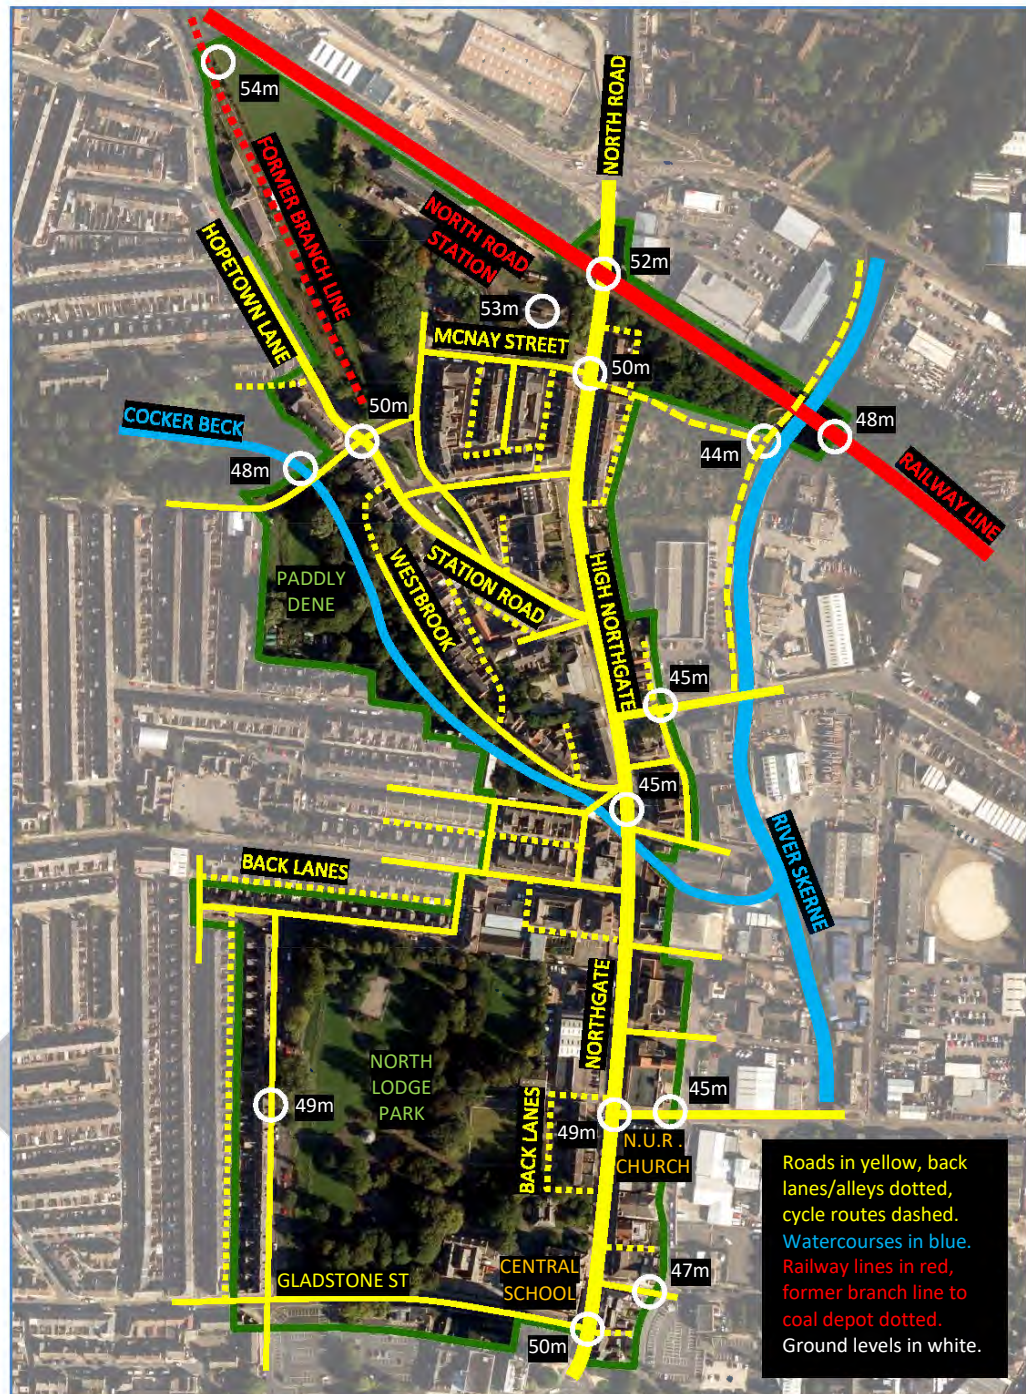 54m
NORTH ROAD
FORMER BRANCH LINE
NORTH ROAD
STATION
52m
HOPETOWN LANE
53m
MCNAY STREET
50m
50m
COCKER BECK
48m
44m
48m
RAILWAY LINE
PADDLY
DENE
WESTBROOK
STATION ROAD
HIGH NORTHGATE
45m
45m
BACK LANES
RIVER SKERNE
NORTHGATE
NORTH
LODGE
PARK
49m
BACK LANES
49m
45m
N.U.R .
CHURCH
CENTRAL
SCHOOL
47m
GLADSTONE ST
50m
Roads in yellow, back
lanes/alleys dotted,
cycle routes dashed.
Watercourses in blue.
Railway lines in red,
former branch line to
coal depot dotted.
Ground levels in white.